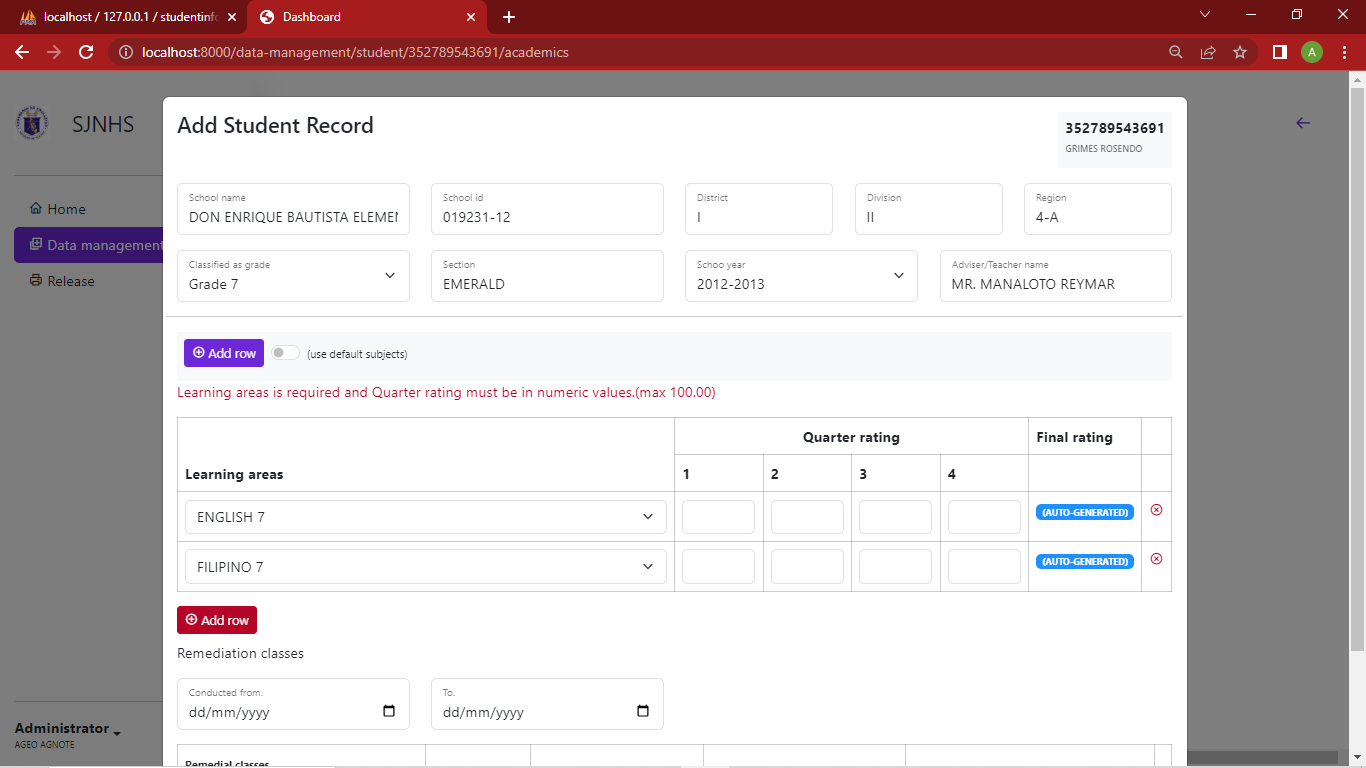 localhost / 127.0.0.1 / studentinfo
Dashboard
localhost:8000/data-management/student/352789543691/academics
A
SJNHS
Home
Data management
Release
Administrator
AGEO AGNOTE
Add Student Record
352789543691
GRIMES ROSENDO
School name
DON ENRIQUE BAUTISTA ELEMEN
School id
019231-12
District
I
Division
II
Region
4-A
Classified as grade
Grade 7
Section
EMERALD
Schoo year
2012-2013
Adviser/Teacher name
MR. MANALOTO REYMAR
Add row (use default subjects)
Learning areas is required and Quarter rating must be in numeric values.(max 100.00)
Quarter rating Final rating
Learning areas 1 2 3 4
ENGLISH 7 (AUTO-GENERATED)
FILIPINO 7 (AUTO-GENERATED)
Add row
Remediation classes
Conducted from.
dd/mm/yyyy
To.
dd/mm/yyyy
Remedial classes